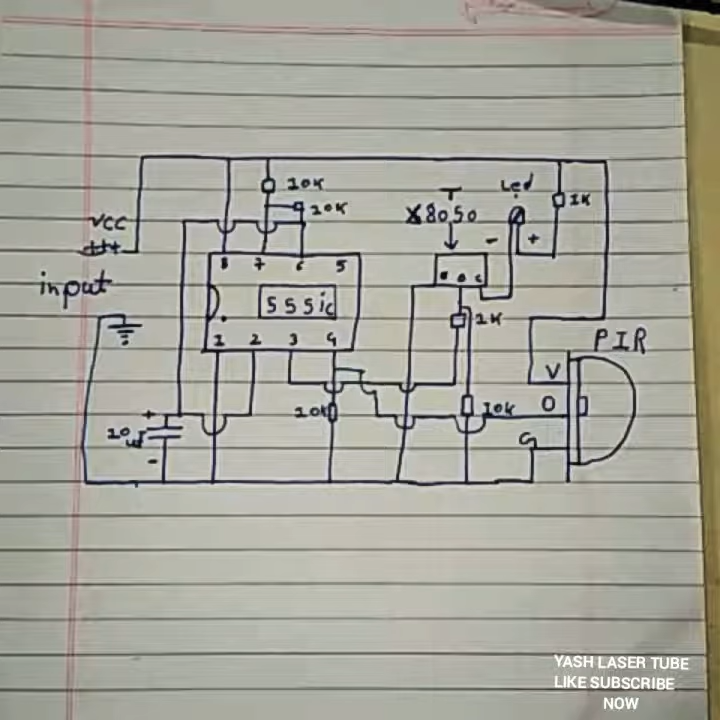 10K
10K
VCC
input
T
8050
Led
1K
- +
8 7 6 5
555ic
e b c
1 2 3 4
1K
PIR
V
O
G
+
10uf
-
10K
10K
YASH LASER TUBE
LIKE SUBSCRIBE
NOW